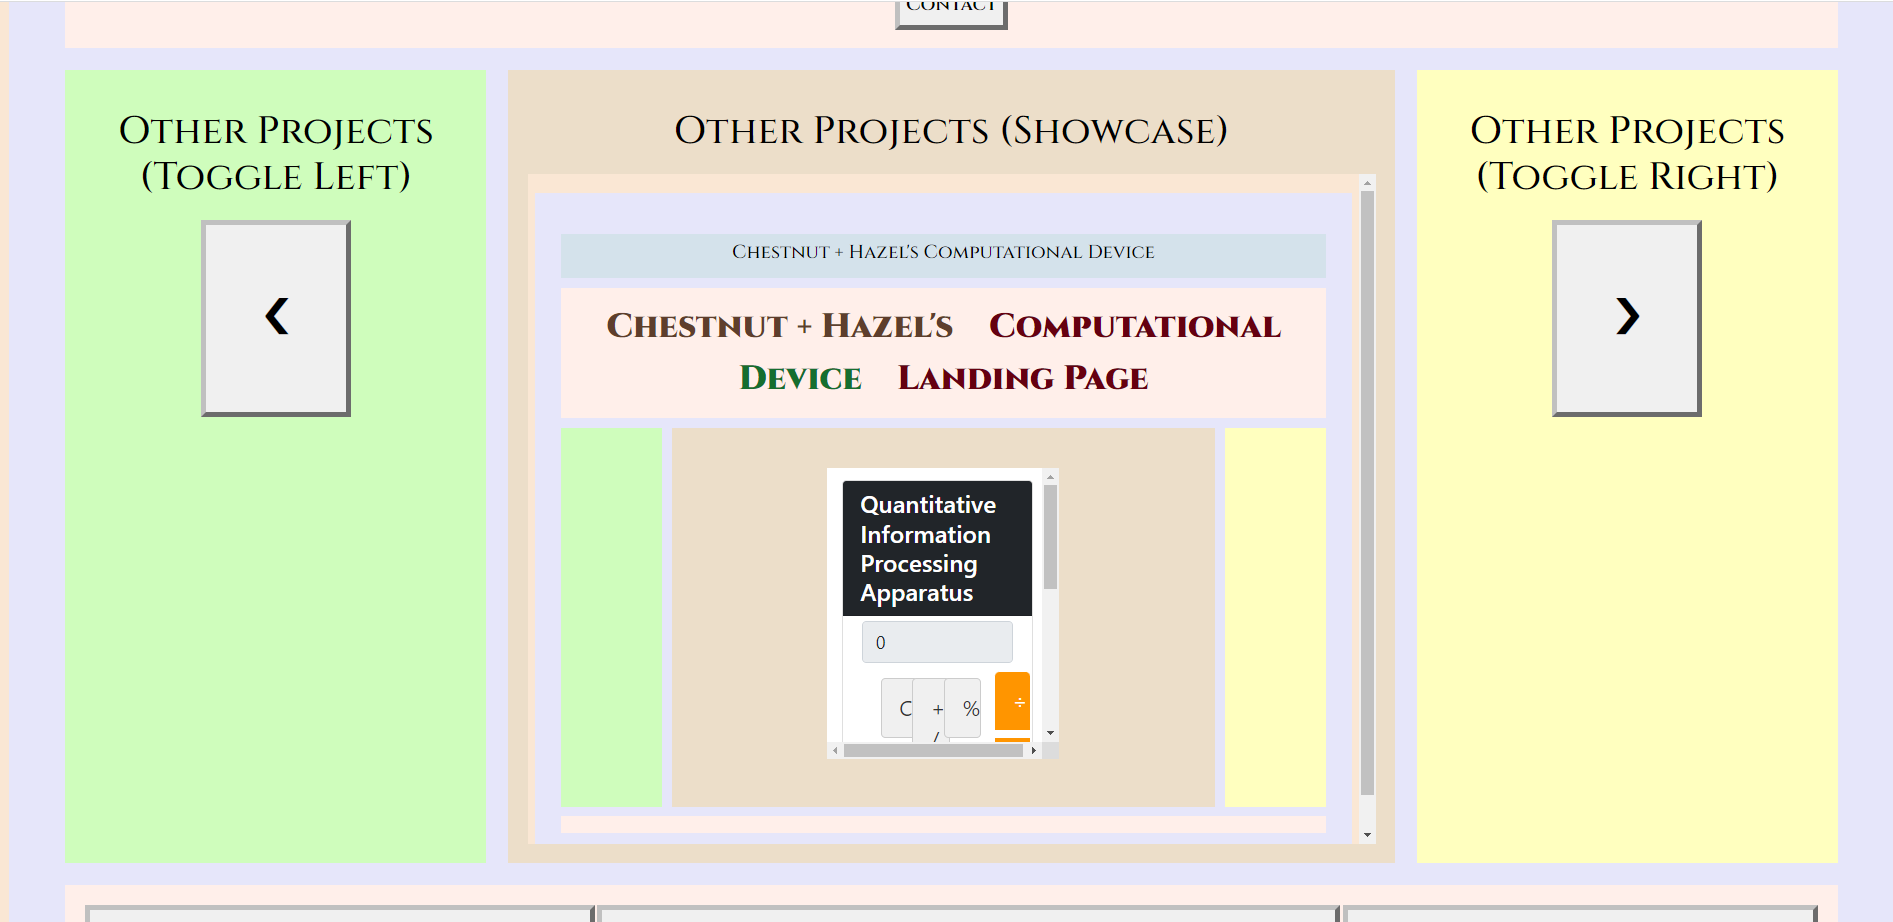 Contact
Other Projects
(Toggle Left)
❮
Other Projects (Showcase)
Chestnut + Hazel's Computational Device
Chestnut + Hazel's Computational
Device Landing Page
Quantitative
Information
Processing
Apparatus
0
C + %
/
÷
Other Projects
(Toggle Right)
❯